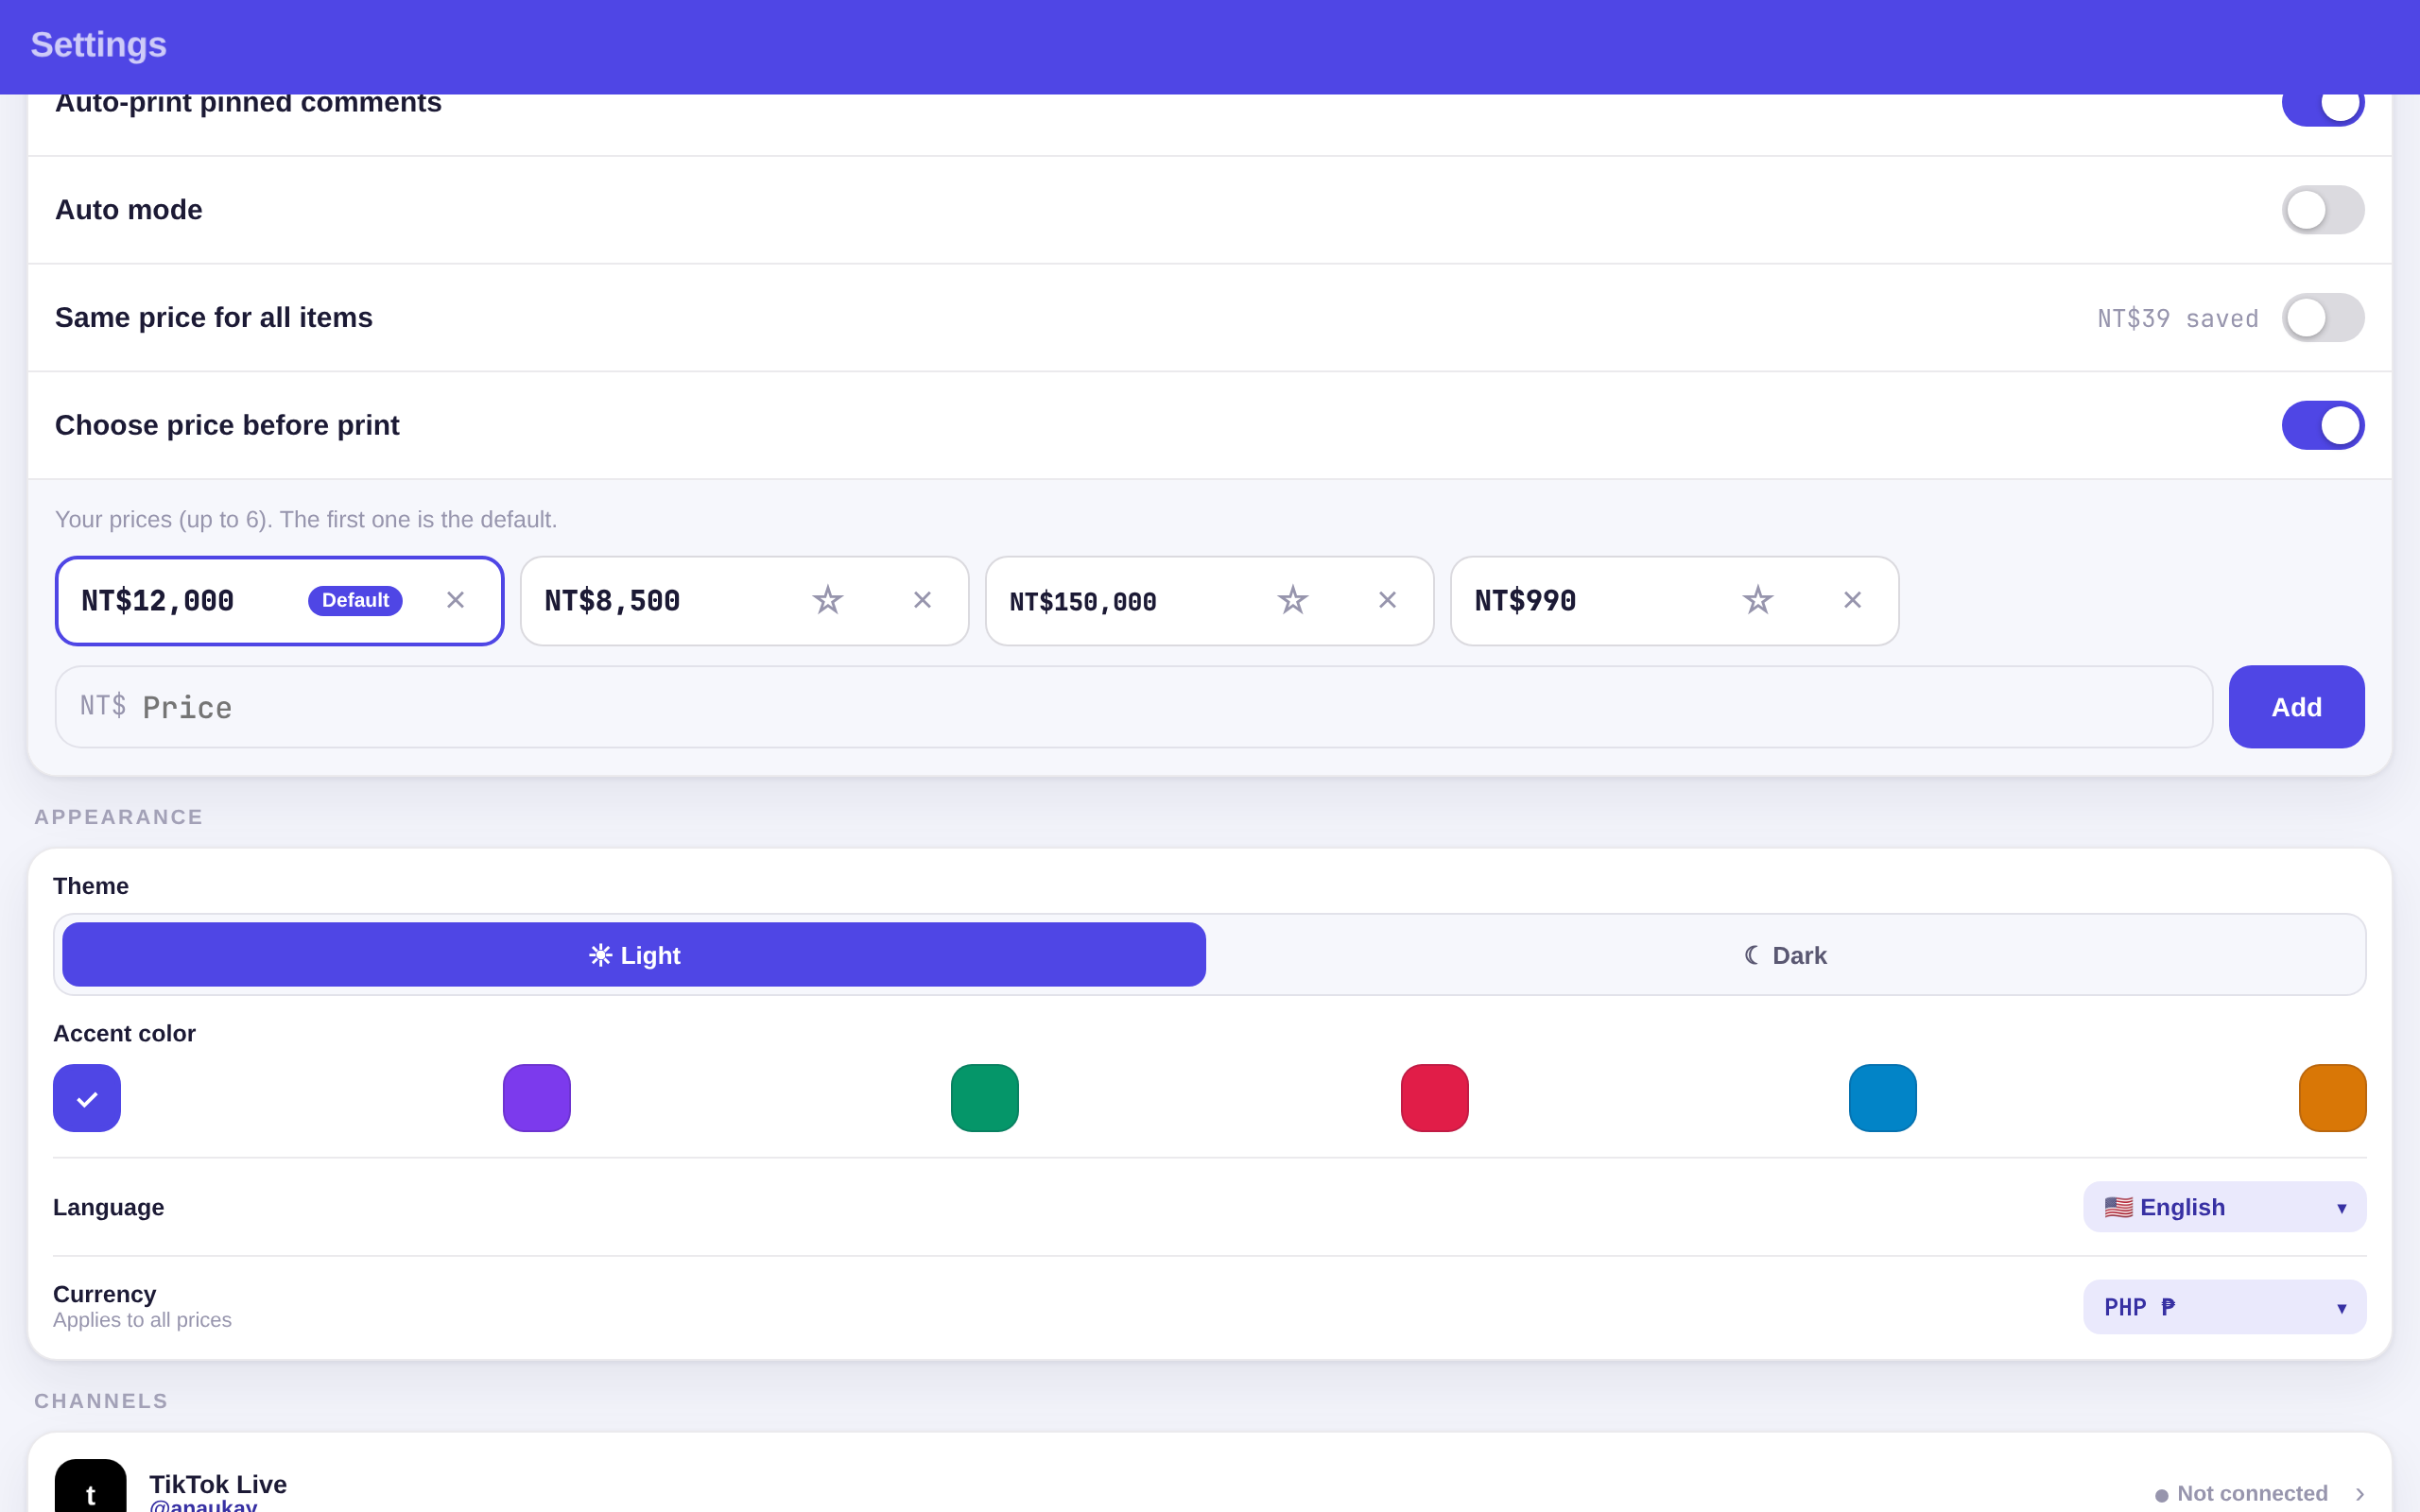 Settings
Auto-print pinned comments
Auto mode
Same price for all items NT$39 saved
Choose price before print
Your prices (up to 6). The first one is the default.
NT$12,000 Default × NT$8,500 ☆ × NT$150,000 ☆ × NT$990 ☆ ×
NT$ Price Add
APPEARANCE
Theme
☀ Light ☾ Dark
Accent color
Language 🇺🇸 English ▾
Currency PHP ₱ ▾
Applies to all prices
CHANNELS
t TikTok Live Not connected ›
@anaukay